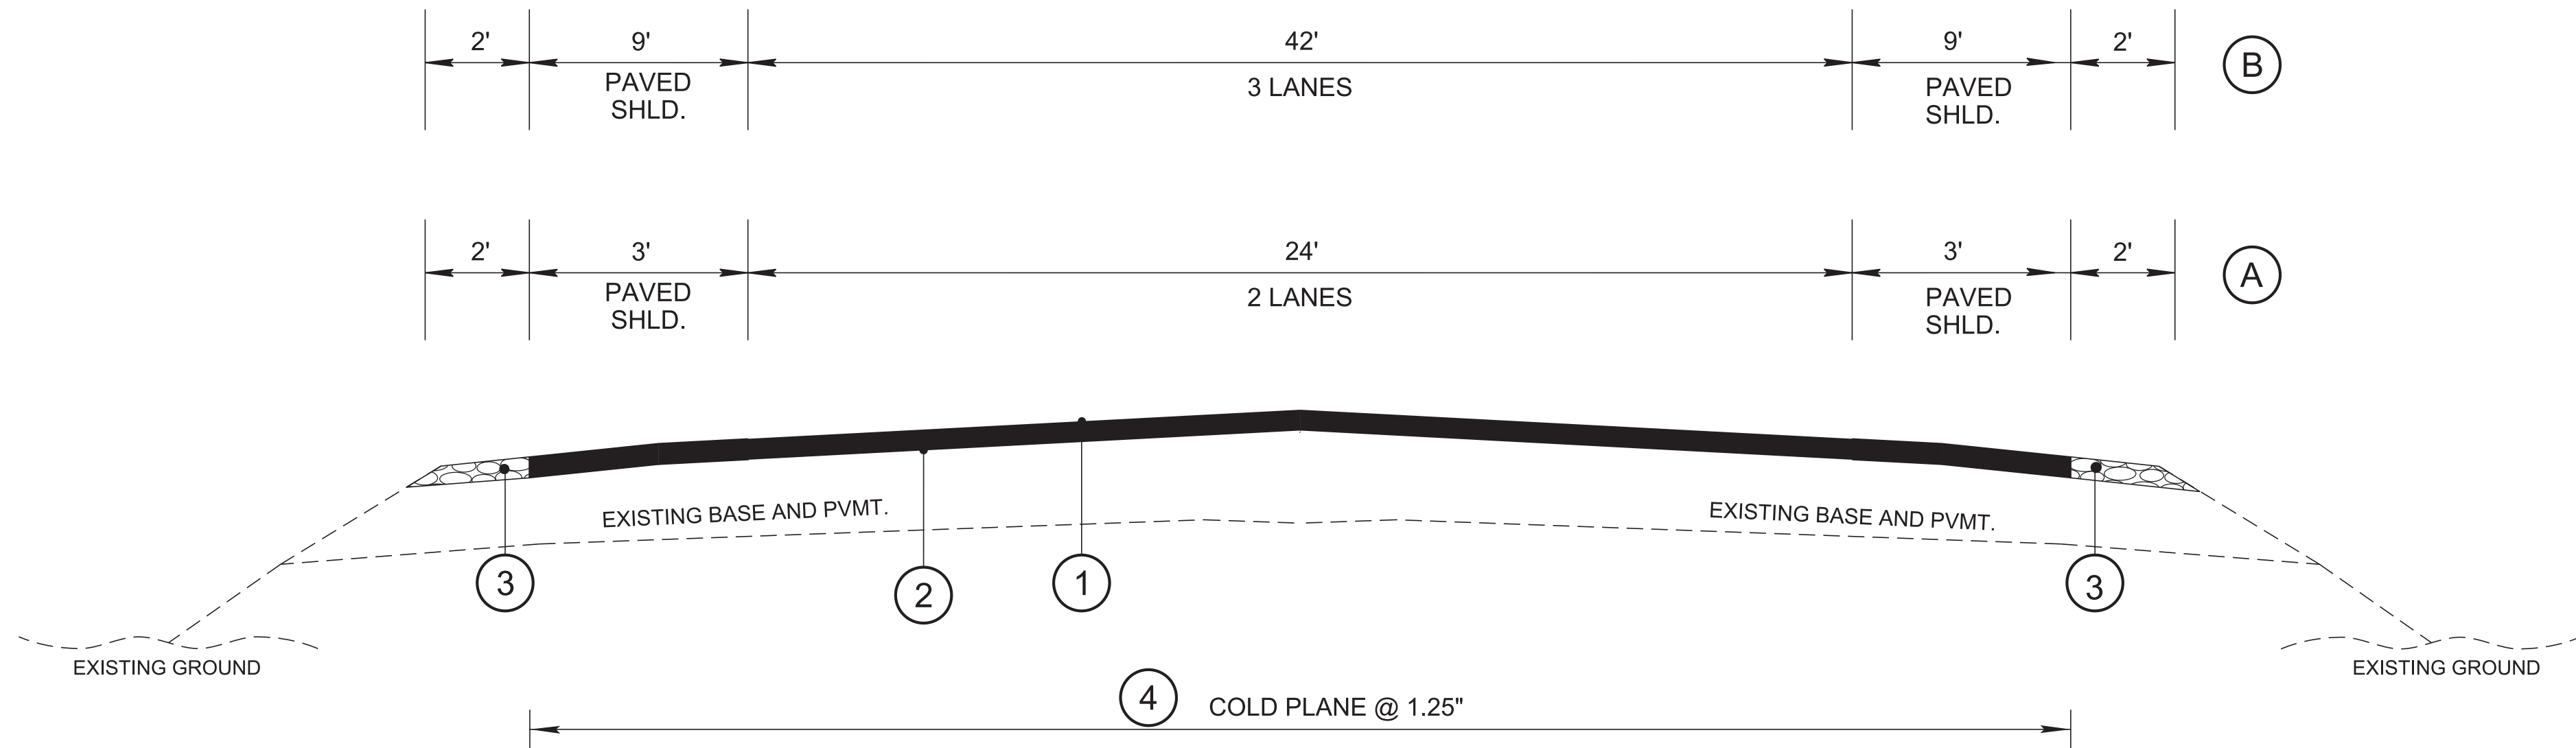 2' 9' 42' 9' 2' B
PAVED SHLD. 3 LANES PAVED SHLD.
2' 3' 24' 3' 2' A
PAVED SHLD. 2 LANES PAVED SHLD.
EXISTING BASE AND PVMT. EXISTING BASE AND PVMT.
3 2 1 3
EXISTING GROUND EXISTING GROUND
4 COLD PLANE @ 1.25"